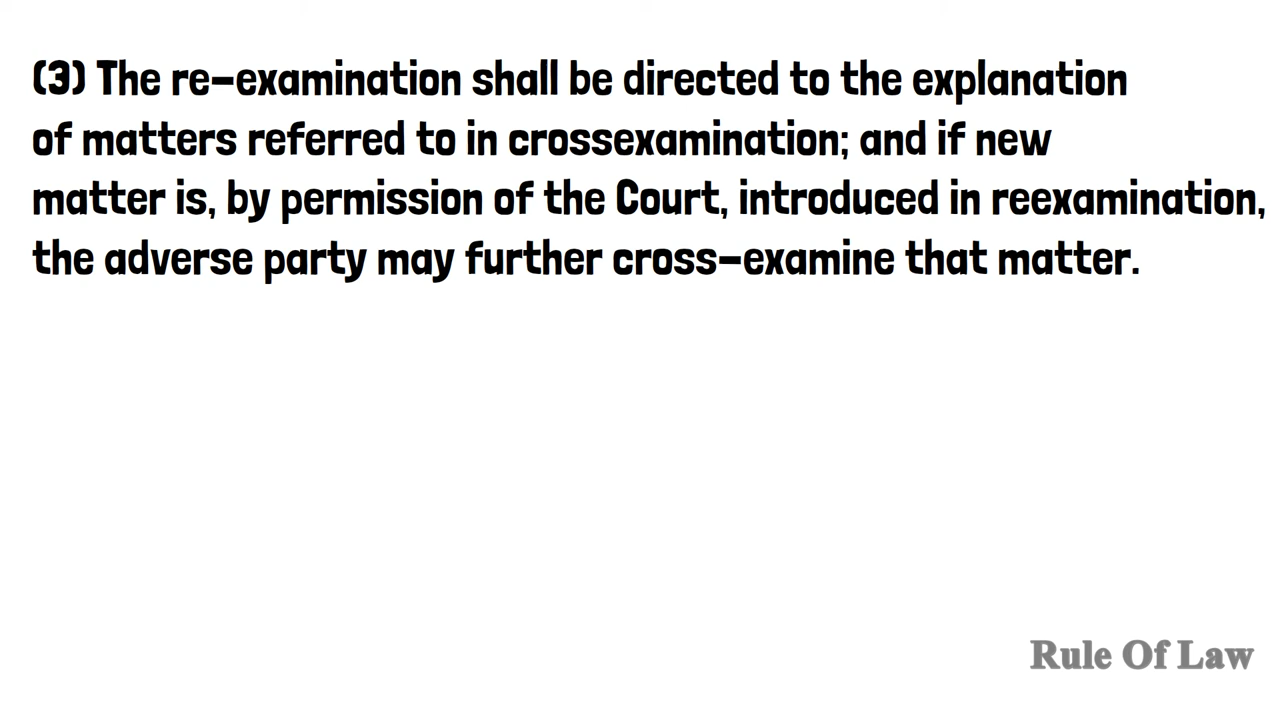 (3) The re-examination shall be directed to the explanation
of matters referred to in crossexamination; and if new
matter is, by permission of the Court, introduced in reexamination,
the adverse party may further cross-examine that matter.
Rule Of Law